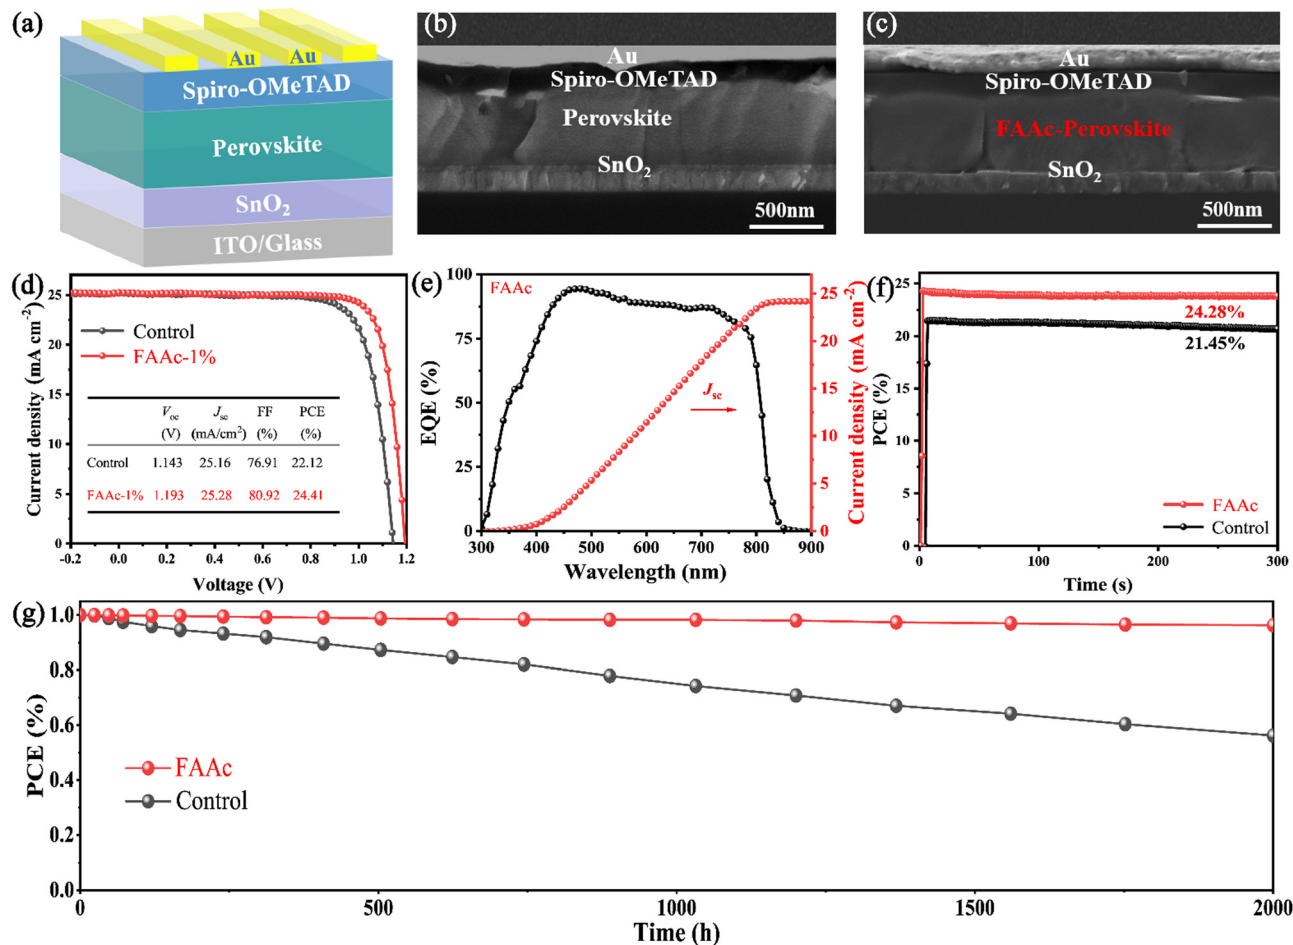 (a)
Au
Au
Spiro-OMeTAD
Perovskite
SnO₂
ITO/Glass
(b)
Au
Spiro-OMeTAD
Perovskite
SnO₂
500nm
(c)
Au
Spiro-OMeTAD
FAAc-Perovskite
SnO₂
500nm
(d)
Current density (mA cm⁻²)
30
25
20
15
10
5
0
Control
FAAc-1%
Voc Jsc FF PCE
(V) (mA/cm²) (%) (%)
Control 1.143 25.16 76.91 22.12
FAAc-1% 1.193 25.28 80.92 24.41
-0.2 0.0 0.2 0.4 0.6 0.8 1.0 1.2
Voltage (V)
(e)
EQE (%)
100
75
50
25
0
FAAc
Jsc
25
20
15
10
5
0
Current density (mA cm⁻²)
300 400 500 600 700 800 900
Wavelength (nm)
(f)
PCE (%)
25
20
15
10
5
0
24.28%
21.45%
FAAc
Control
0 100 200 300
Time (s)
(g)
PCE (%)
1.0
0.8
0.6
0.4
0.2
0.0
FAAc
Control
0 500 1000 1500 2000
Time (h)